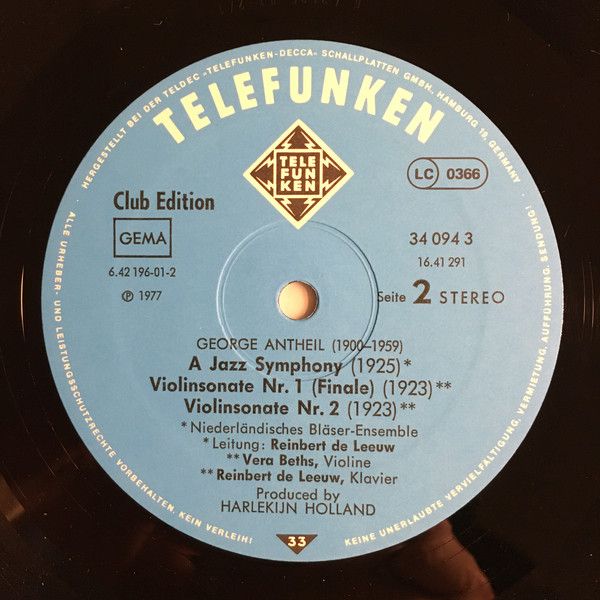 HERGESTELLT BEI DER TELDEC »TELEFUNKEN-DECCA« SCHALLPLATTEN GMBH, HAMBURG 19, GERMANY
TELEFUNKEN
TELE
FUN
KEN
LC 0366
Club Edition
GEMA
34 094 3
6.42 196-01-2
16.41 291
℗ 1977
Seite 2 STEREO
GEORGE ANTHEIL (1900–1959)
A Jazz Symphony (1925)*
Violinsonate Nr. 1 (Finale) (1923)**
Violinsonate Nr. 2 (1923)**
*Niederländisches Bläser-Ensemble
*Leitung: Reinbert de Leeuw
**Vera Beths, Violine
**Reinbert de Leeuw, Klavier
Produced by
HARLEKIJN HOLLAND
33
ALLE URHEBER- UND LEISTUNGSSCHUTZRECHTE VORBEHALTEN. KEIN VERLEIH!
KEINE UNERLAUBTE VERVIELFÄLTIGUNG, VERMIETUNG, AUFFÜHRUNG, SENDUNG!